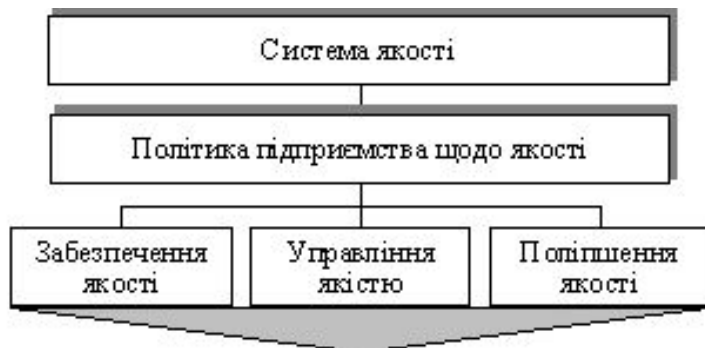 Система якості
Політика підприємства щодо якості
Забезпечення
якості
Управління
якістю
Поліпшення
якості